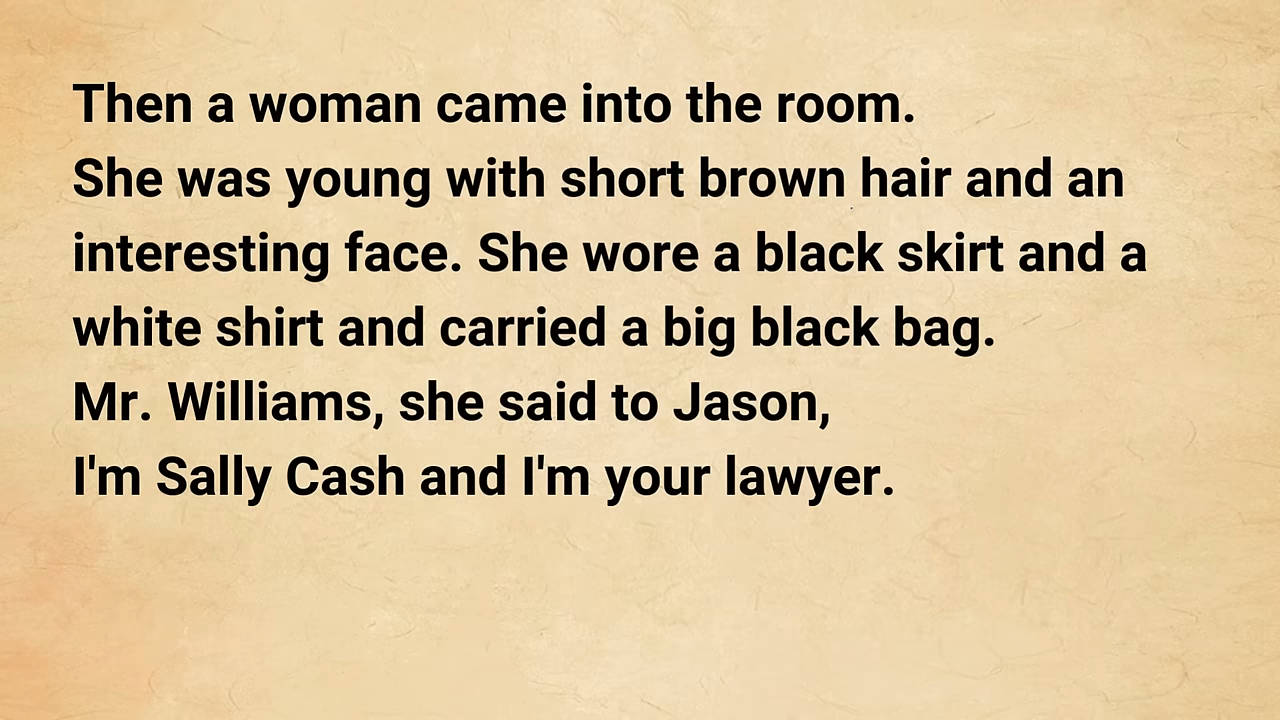 Then a woman came into the room.
She was young with short brown hair and an
interesting face. She wore a black skirt and a
white shirt and carried a big black bag.
Mr. Williams, she said to Jason,
I'm Sally Cash and I'm your lawyer.